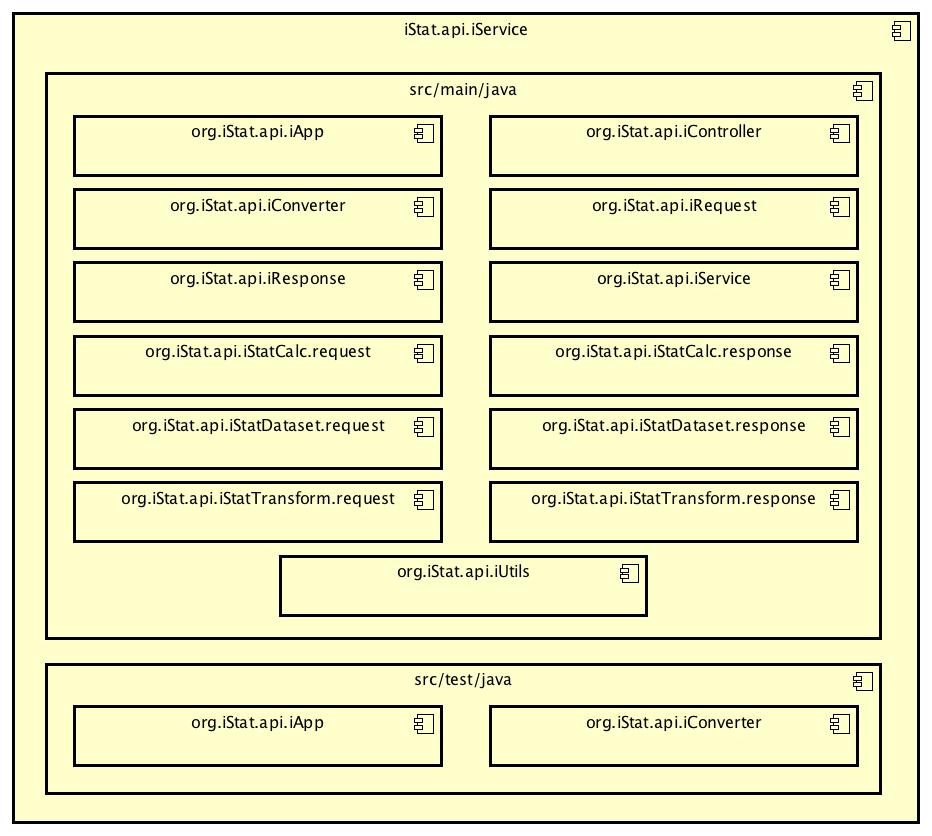 iStat.api.iService
src/main/java
org.iStat.api.iApp
org.iStat.api.iController
org.iStat.api.iConverter
org.iStat.api.iRequest
org.iStat.api.iResponse
org.iStat.api.iService
org.iStat.api.iStatCalc.request
org.iStat.api.iStatCalc.response
org.iStat.api.iStatDataset.request
org.iStat.api.iStatDataset.response
org.iStat.api.iStatTransform.request
org.iStat.api.iStatTransform.response
org.iStat.api.iUtils
src/test/java
org.iStat.api.iApp
org.iStat.api.iConverter